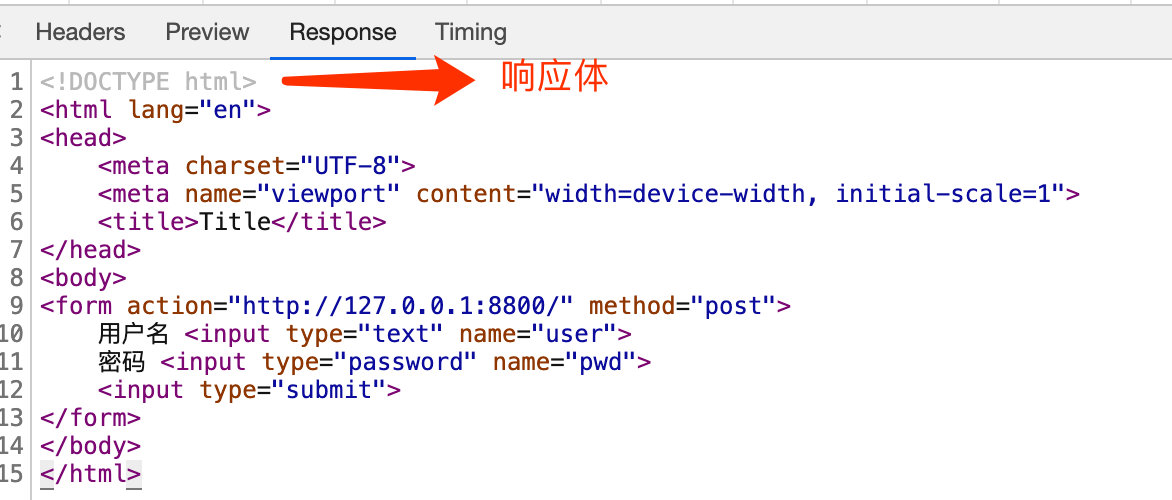 Headers Preview Response Timing
1 <!DOCTYPE html> 响应体
2 <html lang="en">
3 <head>
4     <meta charset="UTF-8">
5     <meta name="viewport" content="width=device-width, initial-scale=1">
6     <title>Title</title>
7 </head>
8 <body>
9 <form action="http://127.0.0.1:8800/" method="post">
10     用户名 <input type="text" name="user">
11     密码 <input type="password" name="pwd">
12     <input type="submit">
13 </form>
14 </body>
15 </html>